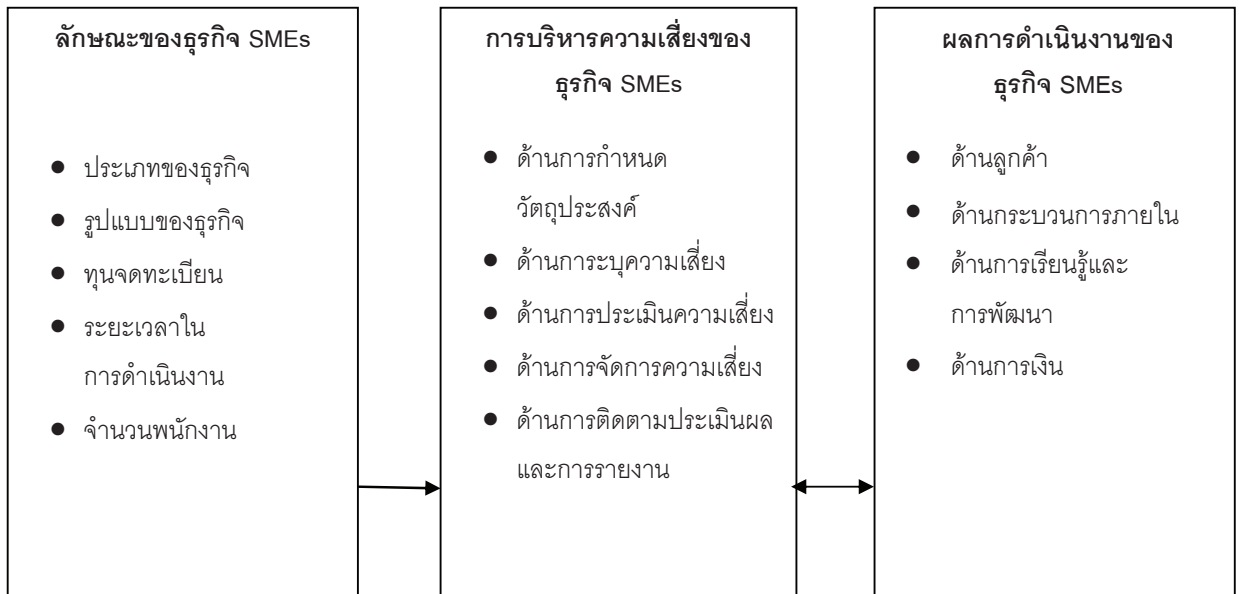 ลักษณะของธุรกิจ SMEs
● ประเภทของธุรกิจ
● รูปแบบของธุรกิจ
● ทุนจดทะเบียน
● ระยะเวลาใน
การดำเนินงาน
● จำนวนพนักงาน
การบริหารความเสี่ยงของ
ธุรกิจ SMEs
● ด้านการกำหนด
วัตถุประสงค์
● ด้านการะบุความเสี่ยง
● ด้านการประเมินความเสี่ยง
● ด้านการจัดการความเสี่ยง
● ด้านการติดตามประเมินผล
และการรายงาน
ผลการดำเนินงานของ
ธุรกิจ SMEs
● ด้านลูกค้า
● ด้านกระบวนการภายใน
● ด้านการเรียนรู้และ
การพัฒนา
● ด้านการเงิน